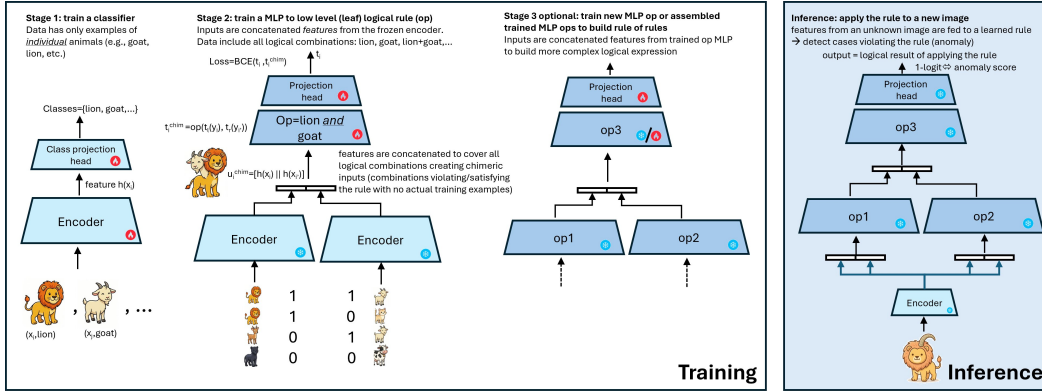 Stage 1: train a classifier
Data has only examples of
individual animals (e.g., goat,
lion, etc.)
Classes={lion, goat,...}
Class projection
head
feature h(xᵢ)
Encoder
, , ...
(xᵢ,lion)
(xᵢ,goat)
Stage 2: train a MLP to low level (leaf) logical rule (op)
Inputs are concatenated features from the frozen encoder.
Data include all logical combinations: lion, goat, lion+goat,...
Loss=BCE(tᵢ ,tᵢᶜʰⁱᵐ)
tᵢ
Projection
head
tᵢᶜʰⁱᵐ=op(tₗ(yᵢ), tᵣ(yᵢ'))
Op=lion and
goat
uᵢᶜʰⁱᵐ=[h(xᵢ) || h(xᵢ')]
features are concatenated to cover all
logical combinations creating chimeric
inputs (combinations violating/satisfying
the rule with no actual training examples)
Encoder
Encoder
1 1
1 0
0 1
0 0
Stage 3 optional: train new MLP op or assembled
trained MLP ops to build rule of rules
Inputs are concatenated features from trained op MLP
to build more complex logical expression
Projection
head
op3
/
op1
op2
Training
Inference: apply the rule to a new image
features from an unknown image are fed to a learned rule
→ detect cases violating the rule (anomaly)
output = logical result of applying the rule
1-logit⇔ anomaly score
Projection
head
op3
op1
op2
Encoder
Inference